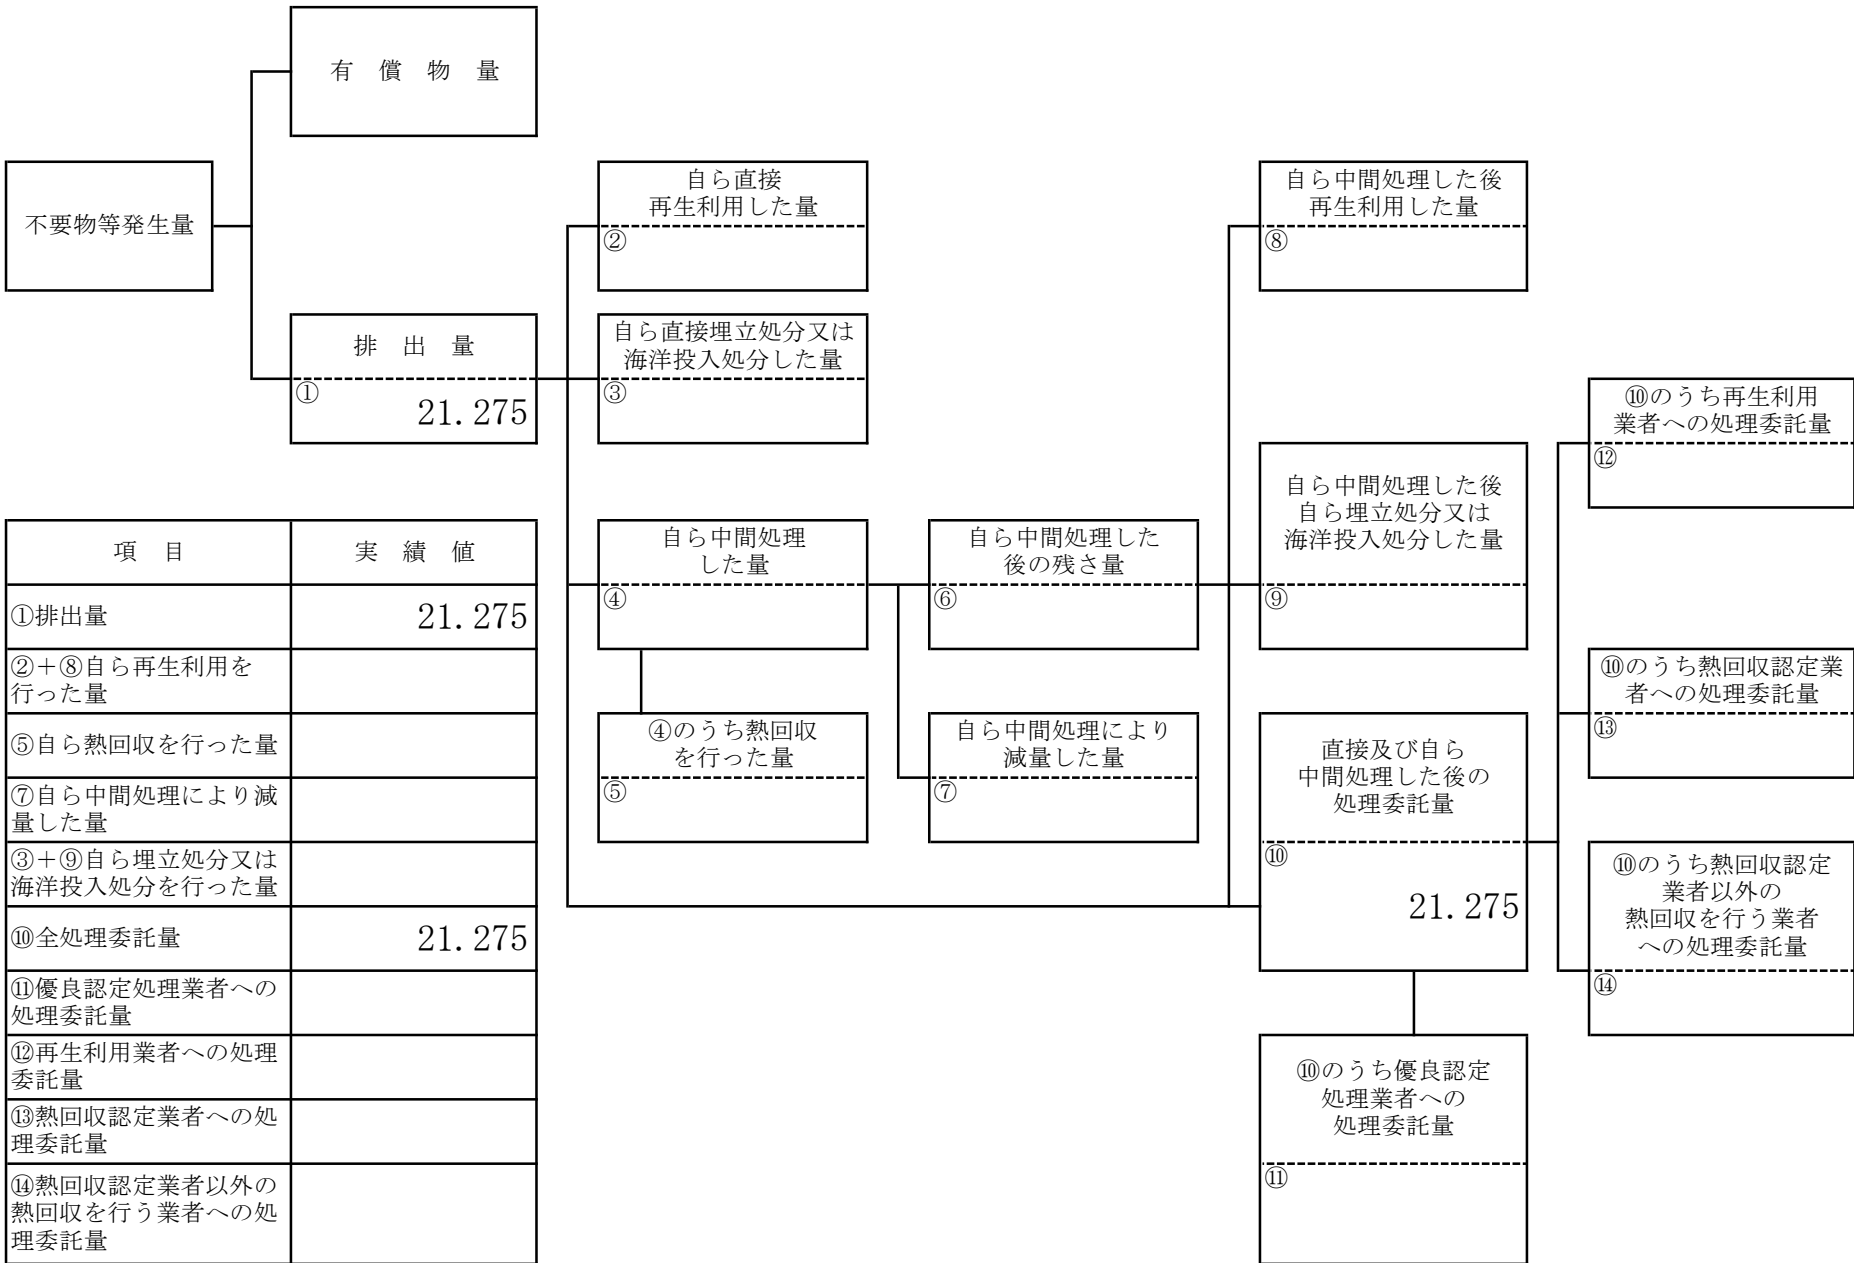 有 償 物 量
不要物等発生量
排 出 量
①
21.275
自ら直接
再生利用した量
②
自ら直接埋立処分又は
海洋投入処分した量
③
自ら中間処理
した量
④
④のうち熱回収
を行った量
⑤
自ら中間処理した
後の残さ量
⑥
自ら中間処理により
減量した量
⑦
自ら中間処理した後
再生利用した量
⑧
自ら中間処理した後
自ら埋立処分又は
海洋投入処分した量
⑨
直接及び自ら
中間処理した後の
処理委託量
⑩
21.275
⑩のうち優良認定
処理業者への
処理委託量
⑪
⑩のうち再生利用
業者への処理委託量
⑫
⑩のうち熱回収認定業
者への処理委託量
⑬
⑩のうち熱回収認定
業者以外の
熱回収を行う業者
への処理委託量
⑭
項 目 実 績 値
①排出量 21.275
②+⑧自ら再生利用を
行った量
⑤自ら熱回収を行った量
⑦自ら中間処理により減
量した量
③+⑨自ら埋立処分又は
海洋投入処分を行った量
⑩全処理委託量 21.275
⑪優良認定処理業者への
処理委託量
⑫再生利用業者への処理
委託量
⑬熱回収認定業者への処
理委託量
⑭熱回収認定業者以外の
熱回収を行う業者への処
理委託量